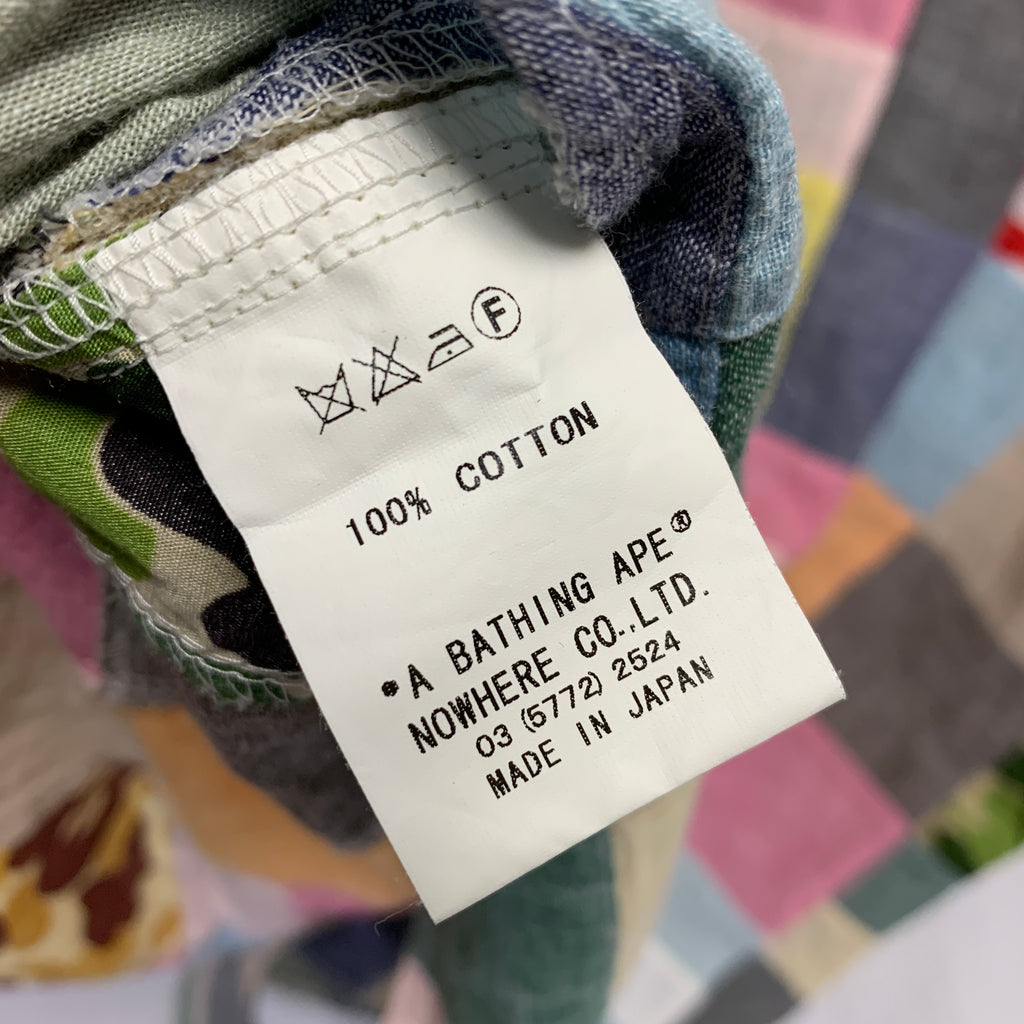 F
100% COTTON
*A BATHING APE®
NOWHERE CO.,LTD.
03 (5772) 2524
MADE IN JAPAN